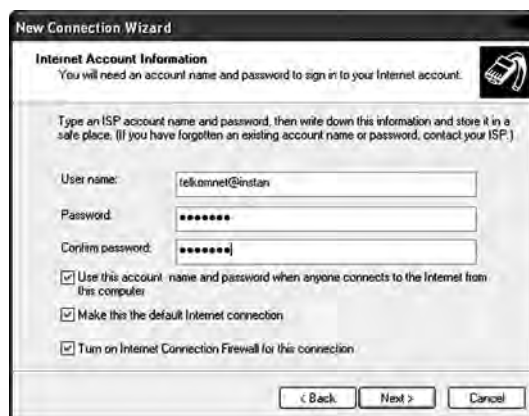 New Connection Wizard
Internet Account Information
You will need an account name and password to sign in to your Internet account.
Type an ISP account name and password, then write down this information and store it in a
safe place. (If you have forgotten an existing account name or password, contact your ISP.)
User name:
telkomnet@instan
Password:
•••••••
Confirm password:
•••••••
Use this account name and password when anyone connects to the Internet from
this computer
Make this the default Internet connection
Turn on Internet Connection Firewall for this connection
< Back
Next >
Cancel